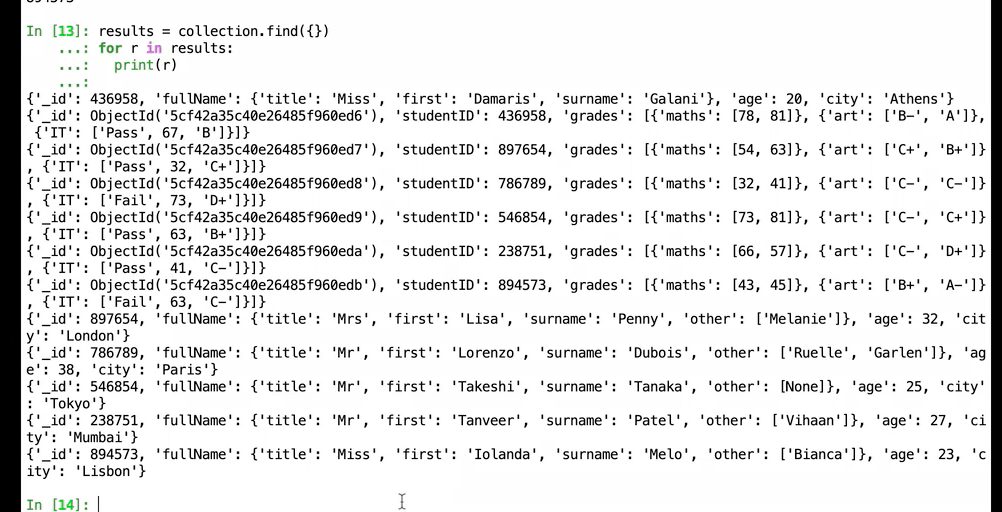 In [13]: results = collection.find({})
    ...: for r in results:
    ...:   print(r)
    ...:
{'_id': 436958, 'fullName': {'title': 'Miss', 'first': 'Damaris', 'surname': 'Galani'}, 'age': 20, 'city': 'Athens'}
{'_id': ObjectId('5cf42a35c40e26485f960ed6'), 'studentID': 436958, 'grades': [{'maths': [78, 81]}, {'art': ['B-', 'A']},
 {'IT': ['Pass', 67, 'B']}]}
{'_id': ObjectId('5cf42a35c40e26485f960ed7'), 'studentID': 897654, 'grades': [{'maths': [54, 63]}, {'art': ['C+', 'B+']}
, {'IT': ['Pass', 32, 'C+']}]}
{'_id': ObjectId('5cf42a35c40e26485f960ed8'), 'studentID': 786789, 'grades': [{'maths': [32, 41]}, {'art': ['C-', 'C-']}
, {'IT': ['Fail', 73, 'D+']}]}
{'_id': ObjectId('5cf42a35c40e26485f960ed9'), 'studentID': 546854, 'grades': [{'maths': [73, 81]}, {'art': ['C-', 'C+']}
, {'IT': ['Pass', 63, 'B+']}]}
{'_id': ObjectId('5cf42a35c40e26485f960eda'), 'studentID': 238751, 'grades': [{'maths': [66, 57]}, {'art': ['C-', 'D+']}
, {'IT': ['Pass', 41, 'C-']}]}
{'_id': ObjectId('5cf42a35c40e26485f960edb'), 'studentID': 894573, 'grades': [{'maths': [43, 45]}, {'art': ['B+', 'A-']}
, {'IT': ['Fail', 63, 'C-']}]}
{'_id': 897654, 'fullName': {'title': 'Mrs', 'first': 'Lisa', 'surname': 'Penny', 'other': ['Melanie']}, 'age': 32, 'cit
y': 'London'}
{'_id': 786789, 'fullName': {'title': 'Mr', 'first': 'Lorenzo', 'surname': 'Dubois', 'other': ['Ruelle', 'Garlen']}, 'ag
e': 38, 'city': 'Paris'}
{'_id': 546854, 'fullName': {'title': 'Mr', 'first': 'Takeshi', 'surname': 'Tanaka', 'other': [None]}, 'age': 25, 'city'
: 'Tokyo'}
{'_id': 238751, 'fullName': {'title': 'Mr', 'first': 'Tanveer', 'surname': 'Patel', 'other': ['Vihaan']}, 'age': 27, 'ci
ty': 'Mumbai'}
{'_id': 894573, 'fullName': {'title': 'Miss', 'first': 'Iolanda', 'surname': 'Melo', 'other': ['Bianca']}, 'age': 23, 'c
ity': 'Lisbon'}
In [14]: